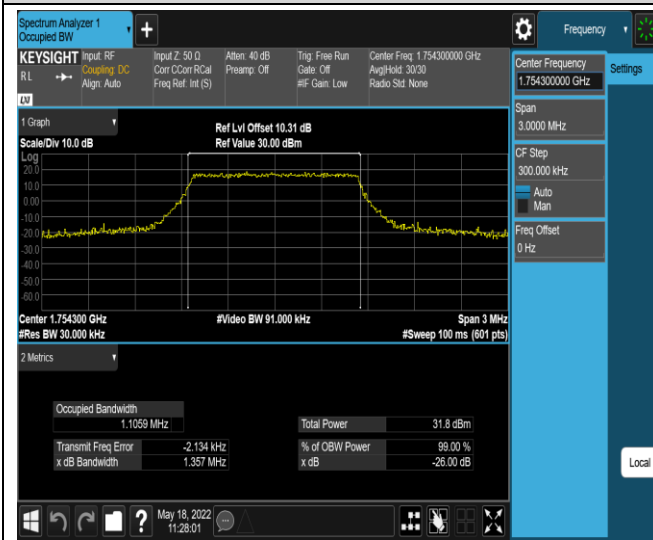 Spectrum Analyzer 1
Occupied BW
+
Frequency
KEYSIGHT
RL
LXI
Input: RF
Coupling: DC
Align: Auto
Input Z: 50 Ω
Corr CCorr RCal
Freq Ref: Int (S)
Atten: 40 dB
Preamp: Off
Trig: Free Run
Gate: Off
#IF Gain: Low
Center Freq: 1.754300000 GHz
Avg|Hold: 30/30
Radio Std: None
Center Frequency
1.754300000 GHz
Settings
Span
3.0000 MHz
CF Step
300.000 kHz
Auto
Man
Freq Offset
0 Hz
1 Graph
Scale/Div 10.0 dB
Ref Lvl Offset 10.31 dB
Ref Value 30.00 dBm
Log
20.0
10.0
0.00
-10.0
-20.0
-30.0
-40.0
-50.0
-60.0
Center 1.754300 GHz
#Video BW 91.000 kHz
Span 3 MHz
#Res BW 30.000 kHz
#Sweep 100 ms (601 pts)
2 Metrics
Occupied Bandwidth
1.1059 MHz
Total Power 31.8 dBm
Transmit Freq Error -2.134 kHz
% of OBW Power 99.00 %
x dB Bandwidth 1.357 MHz
x dB -26.00 dB
Local
?
May 18, 2022
11:28:01